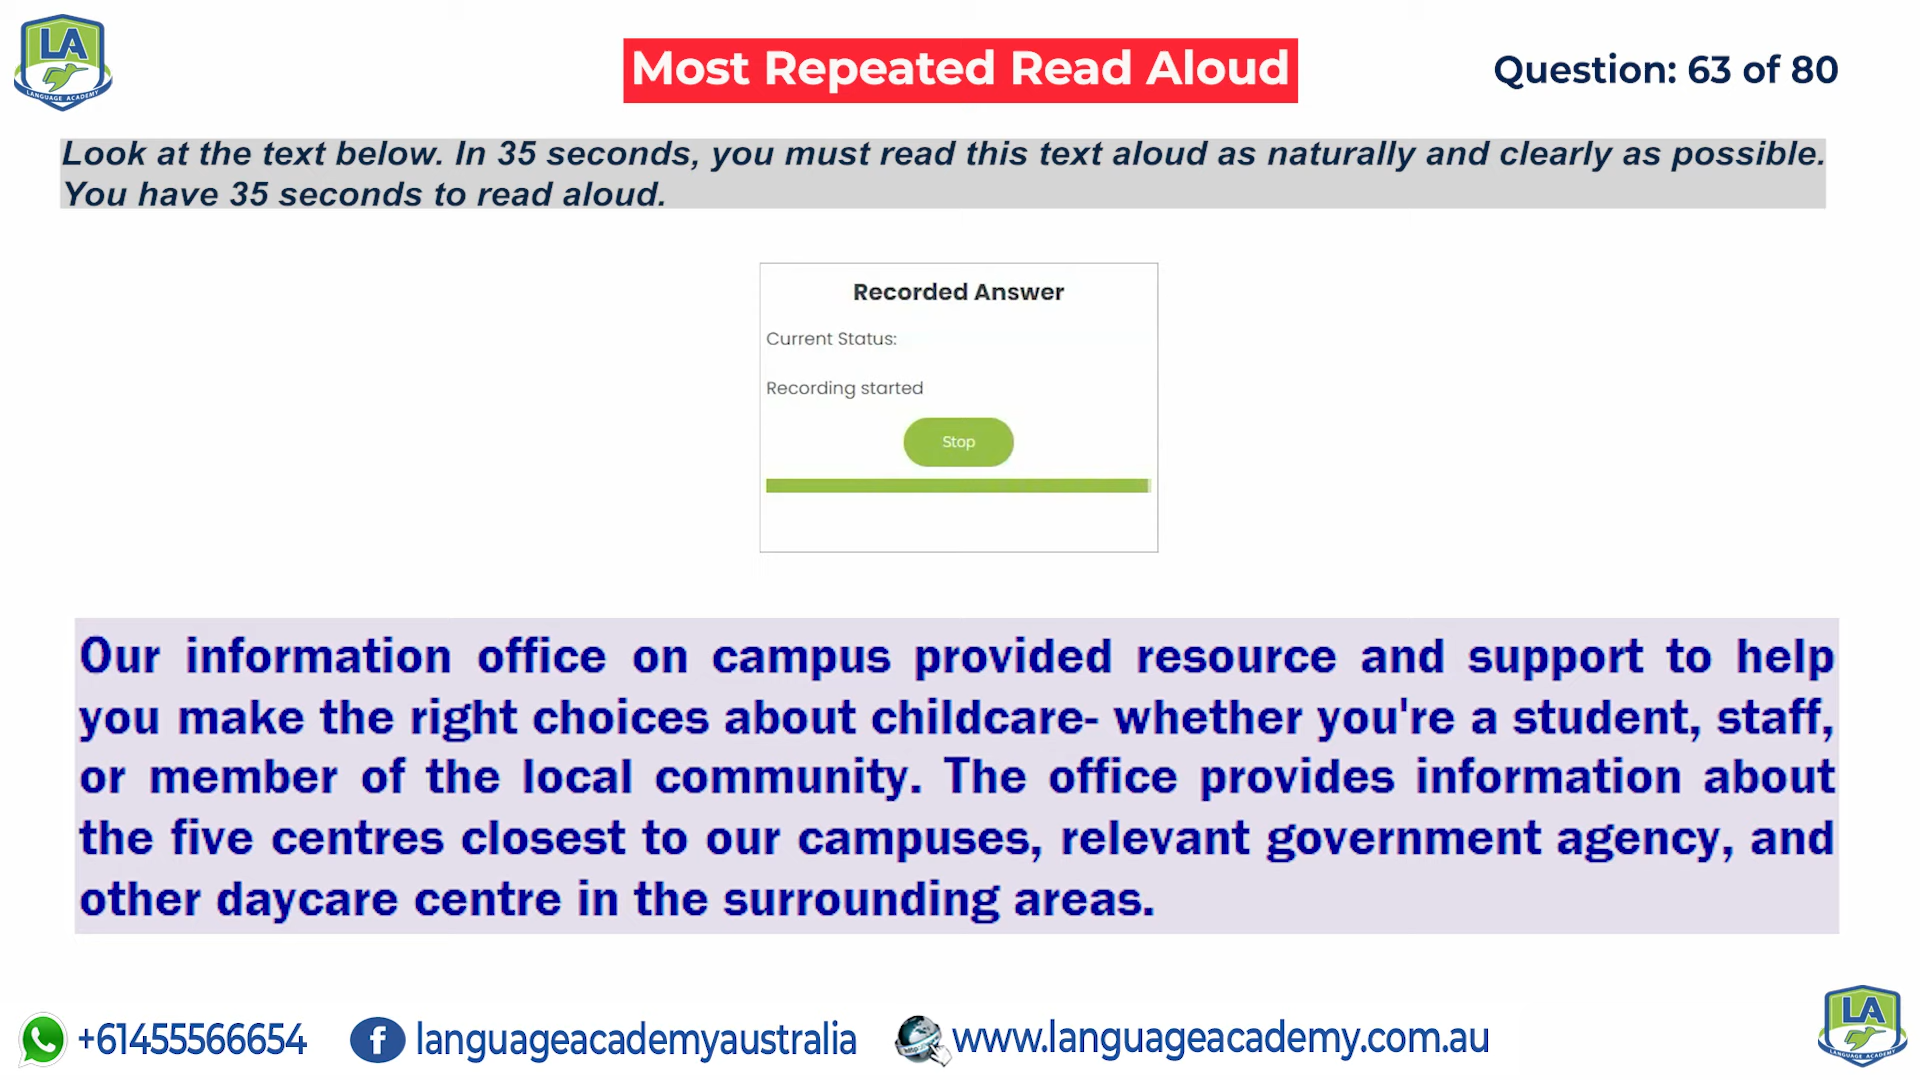 LA
LANGUAGE ACADEMY
Most Repeated Read Aloud
Question: 63 of 80
Look at the text below. In 35 seconds, you must read this text aloud as naturally and clearly as possible.
You have 35 seconds to read aloud.
Recorded Answer
Current Status:
Recording started
Stop
Our information office on campus provided resource and support to help
you make the right choices about childcare- whether you're a student, staff,
or member of the local community. The office provides information about
the five centres closest to our campuses, relevant government agency, and
other daycare centre in the surrounding areas.
+61455566654
f
languageacademyaustralia
http
www.languageacademy.com.au
LA
LANGUAGE ACADEMY